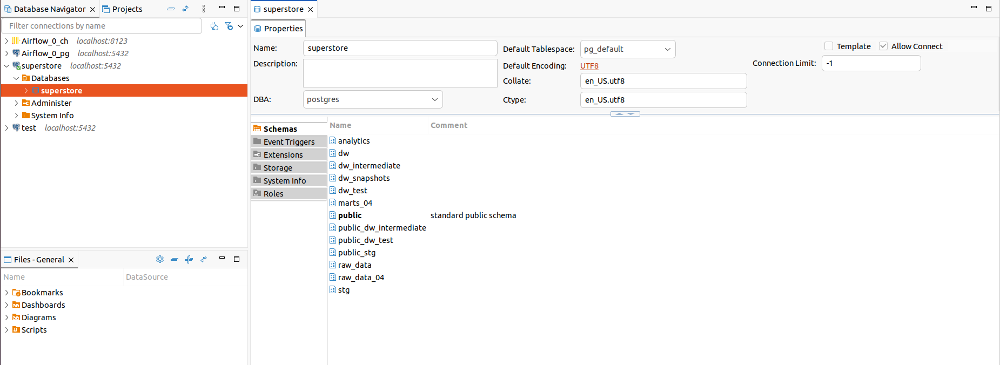 Database Navigator
Projects
Filter connections by name
Airflow_0_ch localhost:8123
Airflow_0_pg localhost:5432
superstore localhost:5432
Databases
superstore
Administer
System Info
test localhost:5432
Files - General
Name DataSource
Bookmarks
Dashboards
Diagrams
Scripts
superstore
Properties
Name: superstore
Description:
DBA: postgres
Default Tablespace: pg_default
Default Encoding: UTF8
Collate: en_US.utf8
Ctype: en_US.utf8
Template Allow Connect
Connection Limit: -1
Schemas
Event Triggers
Extensions
Storage
System Info
Roles
Name Comment
analytics
dw
dw_intermediate
dw_snapshots
dw_test
marts_04
public standard public schema
public_dw_intermediate
public_dw_test
public_stg
raw_data
raw_data_04
stg